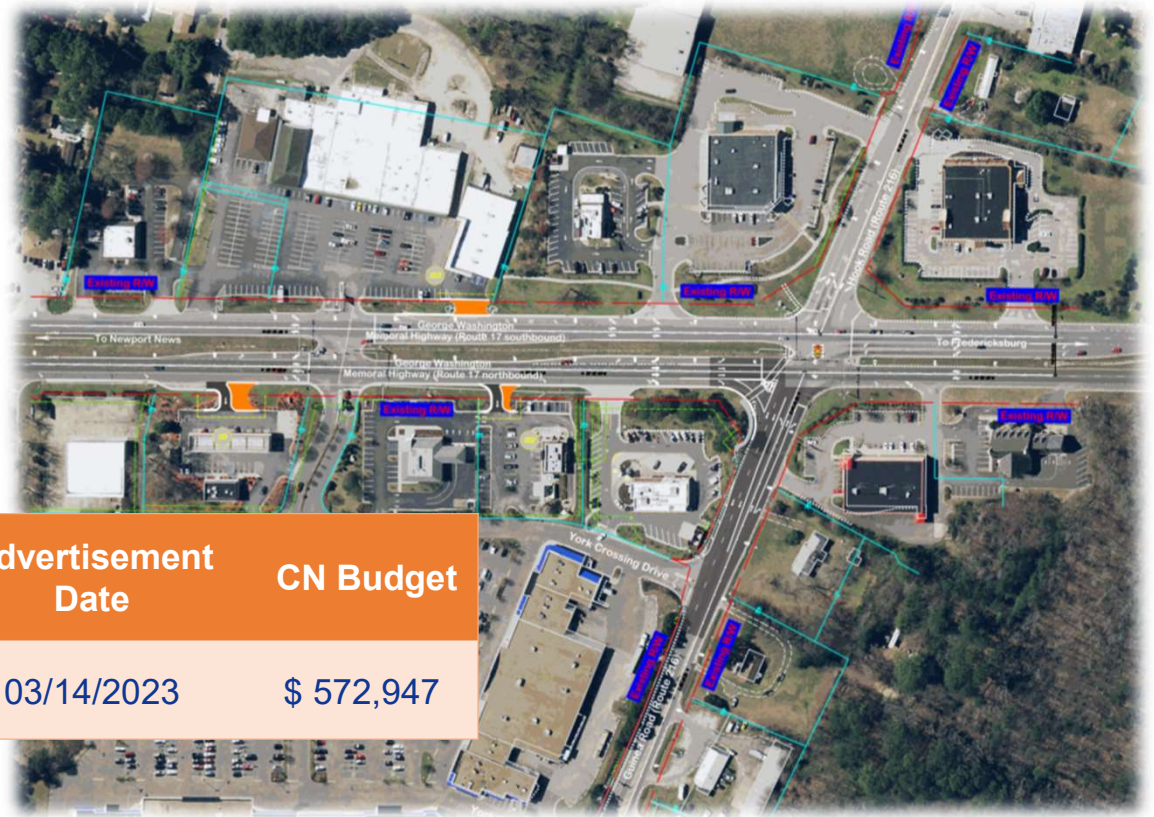 Existing R/W
Existing R/W
Existing R/W
Existing R/W
Existing R/W
Hook Road (Route 216)
George Washington
Memoral Highway (Route 17 southbound)
To Newport News
To Fredericksburg
George Washington
Memoral Highway (Route 17 northbound)
Existing R/W
Existing R/W
York Crossing Drive
dvertisement
Date
CN Budget
03/14/2023
$ 572,947
Existing R/W
Existing R/W
Guinea Road (Route 216)